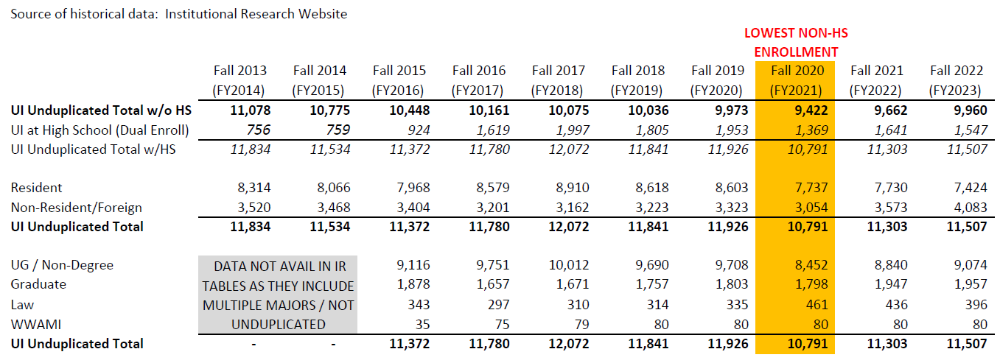 Source of historical data: Institutional Research Website
LOWEST NON-HS
ENROLLMENT
Fall 2013 Fall 2014 Fall 2015 Fall 2016 Fall 2017 Fall 2018 Fall 2019 Fall 2020 Fall 2021 Fall 2022
(FY2014) (FY2015) (FY2016) (FY2017) (FY2018) (FY2019) (FY2020) (FY2021) (FY2022) (FY2023)
UI Unduplicated Total w/o HS 11,078 10,775 10,448 10,161 10,075 10,036 9,973 9,422 9,662 9,960
UI at High School (Dual Enroll) 756 759 924 1,619 1,997 1,805 1,953 1,369 1,641 1,547
UI Unduplicated Total w/HS 11,834 11,534 11,372 11,780 12,072 11,841 11,926 10,791 11,303 11,507
Resident 8,314 8,066 7,968 8,579 8,910 8,618 8,603 7,737 7,730 7,424
Non-Resident/Foreign 3,520 3,468 3,404 3,201 3,162 3,223 3,323 3,054 3,573 4,083
UI Unduplicated Total 11,834 11,534 11,372 11,780 12,072 11,841 11,926 10,791 11,303 11,507
UG / Non-Degree DATA NOT AVAIL IN IR 9,116 9,751 10,012 9,690 9,708 8,452 8,840 9,074
Graduate TABLES AS THEY INCLUDE 1,878 1,657 1,671 1,757 1,803 1,798 1,947 1,957
Law MULTIPLE MAJORS / NOT 343 297 310 314 335 461 436 396
WWAMI UNDUPLICATED 35 75 79 80 80 80 80 80
UI Unduplicated Total - - 11,372 11,780 12,072 11,841 11,926 10,791 11,303 11,507